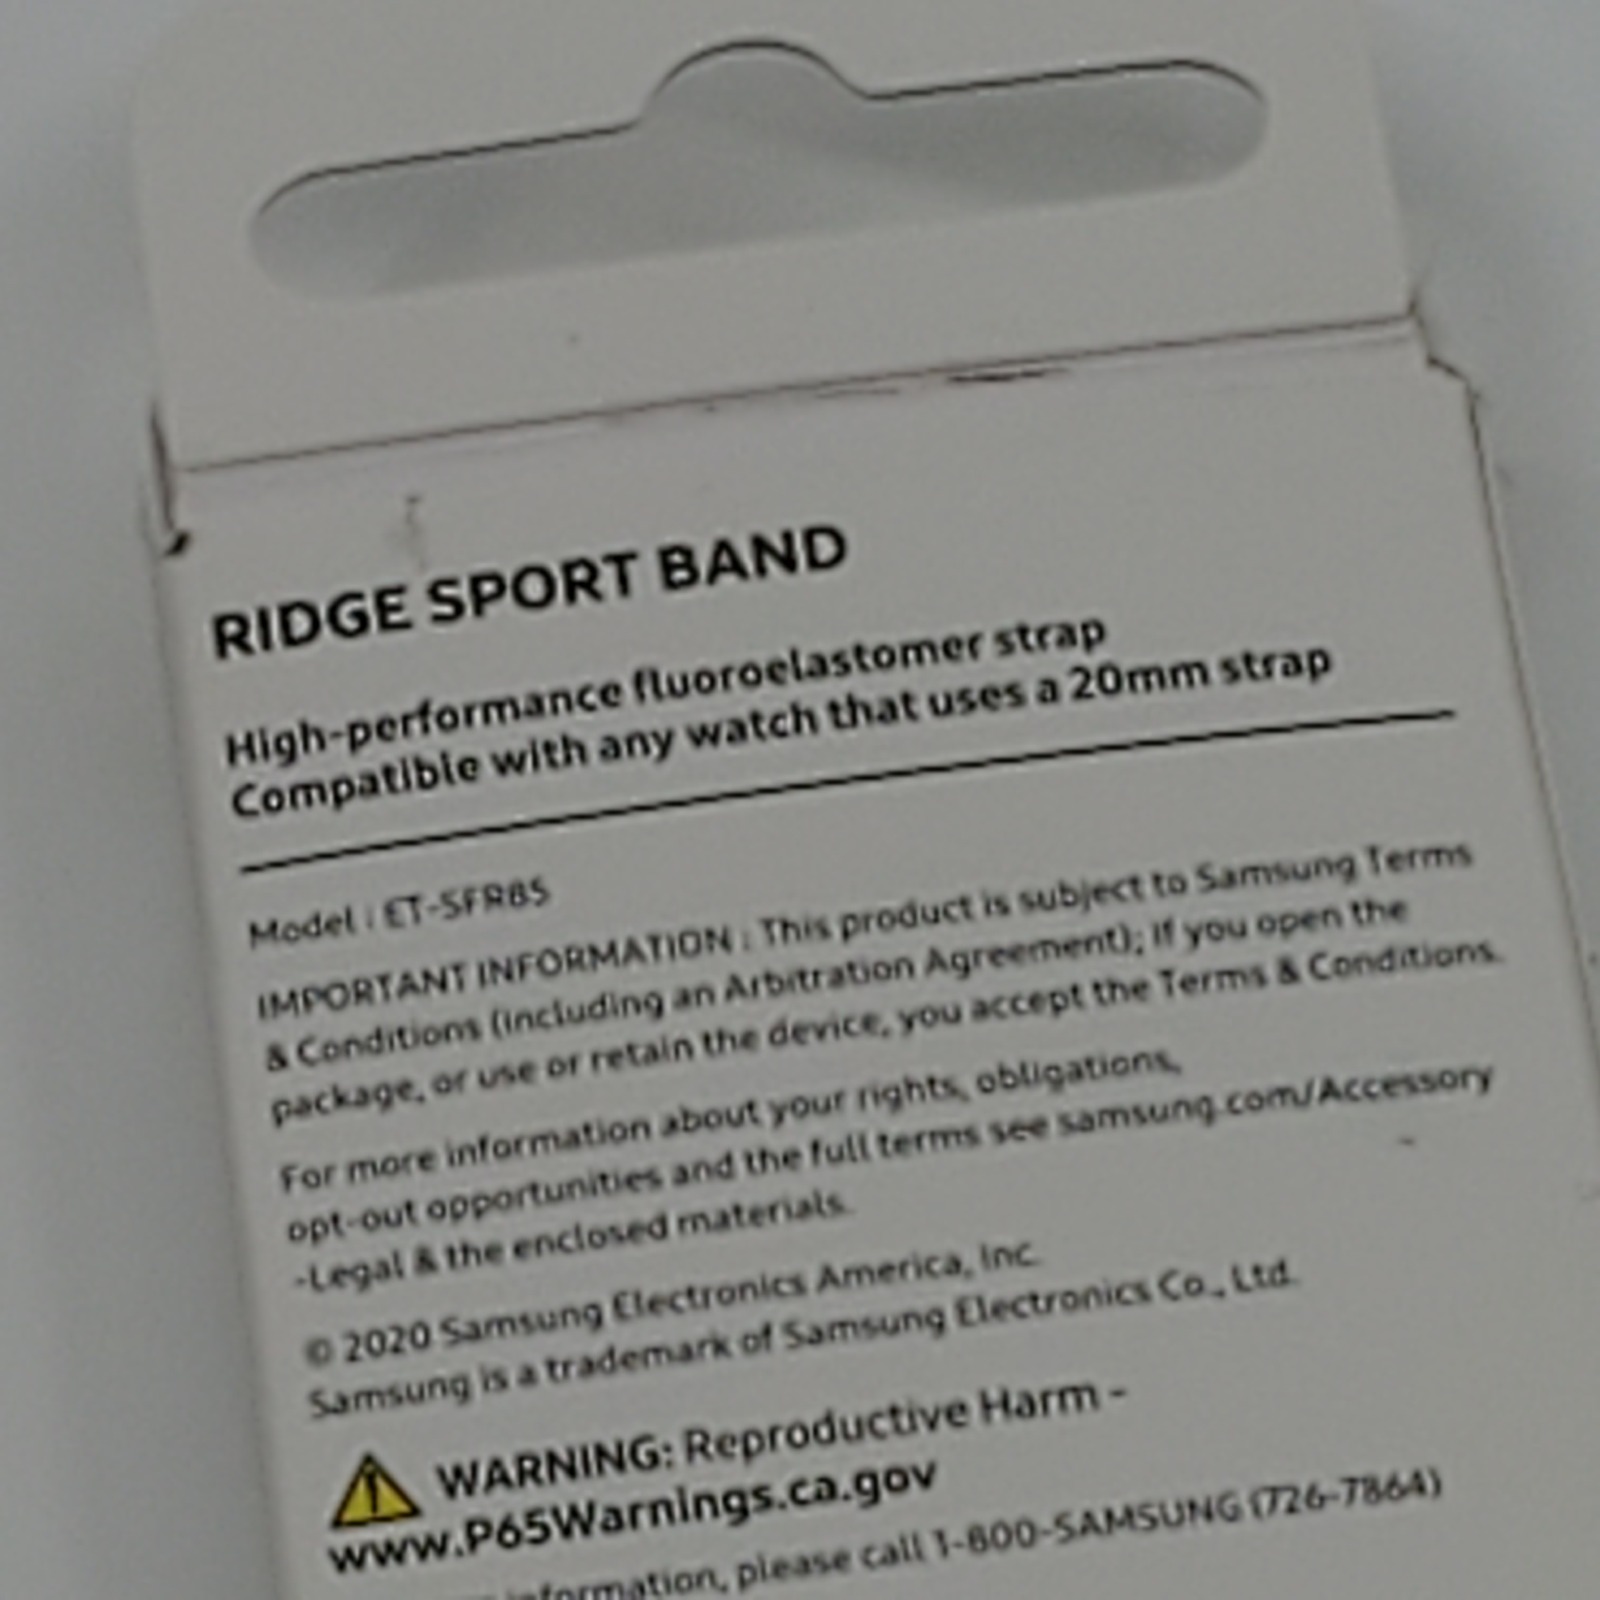 RIDGE SPORT BAND
High-performance fluoroelastomer strap
Compatible with any watch that uses a 20mm strap
Model : ET-SFR85
IMPORTANT INFORMATION : This product is subject to Samsung Terms
& Conditions (including an Arbitration Agreement); if you open the
package, or use or retain the device, you accept the Terms & Conditions.
For more information about your rights, obligations,
opt-out opportunities and the full terms see samsung.com/Accessory
-Legal & the enclosed materials.
© 2020 Samsung Electronics America, Inc.
Samsung is a trademark of Samsung Electronics Co., Ltd.
WARNING: Reproductive Harm -
www.P65Warnings.ca.gov
information, please call 1-800-SAMSUNG (726-7864)